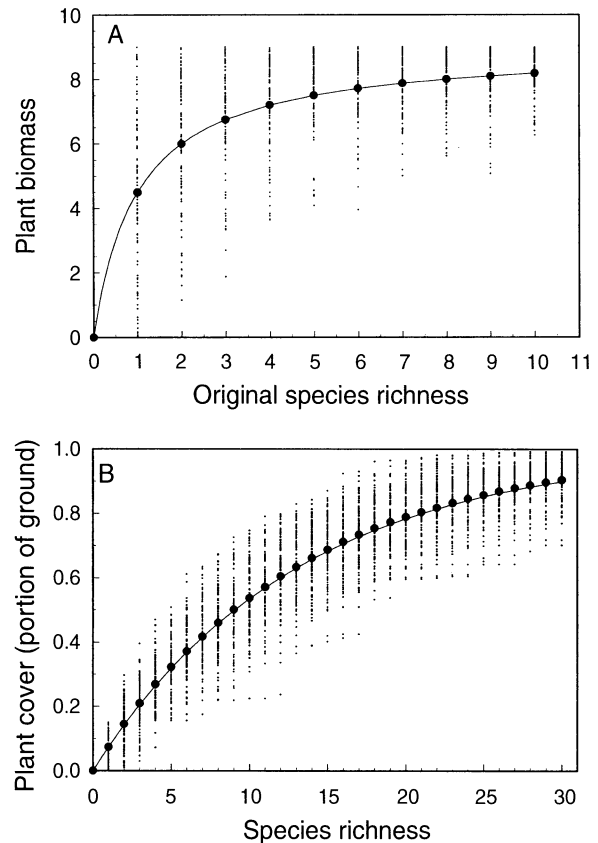 A
10
8
6
4
2
0
Plant biomass
0 1 2 3 4 5 6 7 8 9 10 11
Original species richness
B
1.0
0.8
0.6
0.4
0.2
0.0
Plant cover (portion of ground)
0 5 10 15 20 25 30
Species richness